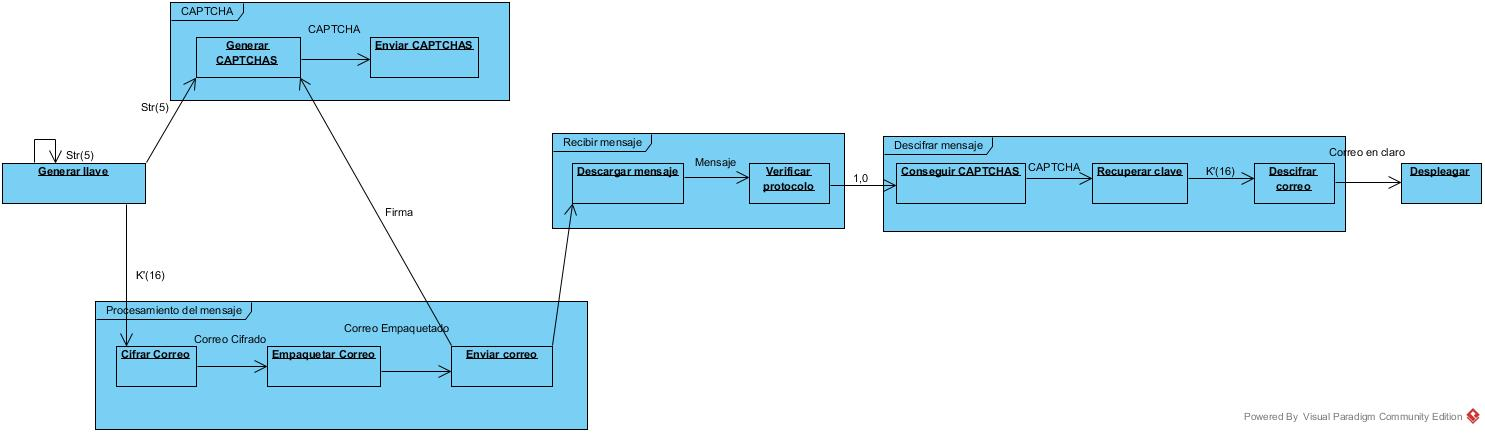 CAPTCHA
CAPTCHA
Generar
CAPTCHAS
Enviar CAPTCHAS
Str(5)
Str(5)
Generar llave
Firma
K'(16)
Procesamiento del mensaje
Correo Cifrado
Correo Empaquetado
Cifrar Correo
Empaquetar Correo
Enviar correo
Recibir mensaje
Mensaje
Descargar mensaje
Verificar
protocolo
1,0
Descifrar mensaje
Conseguir CAPTCHAS
CAPTCHA
Recuperar clave
K'(16)
Descifrar
correo
Correo en claro
Despleagar
Powered By Visual Paradigm Community Edition